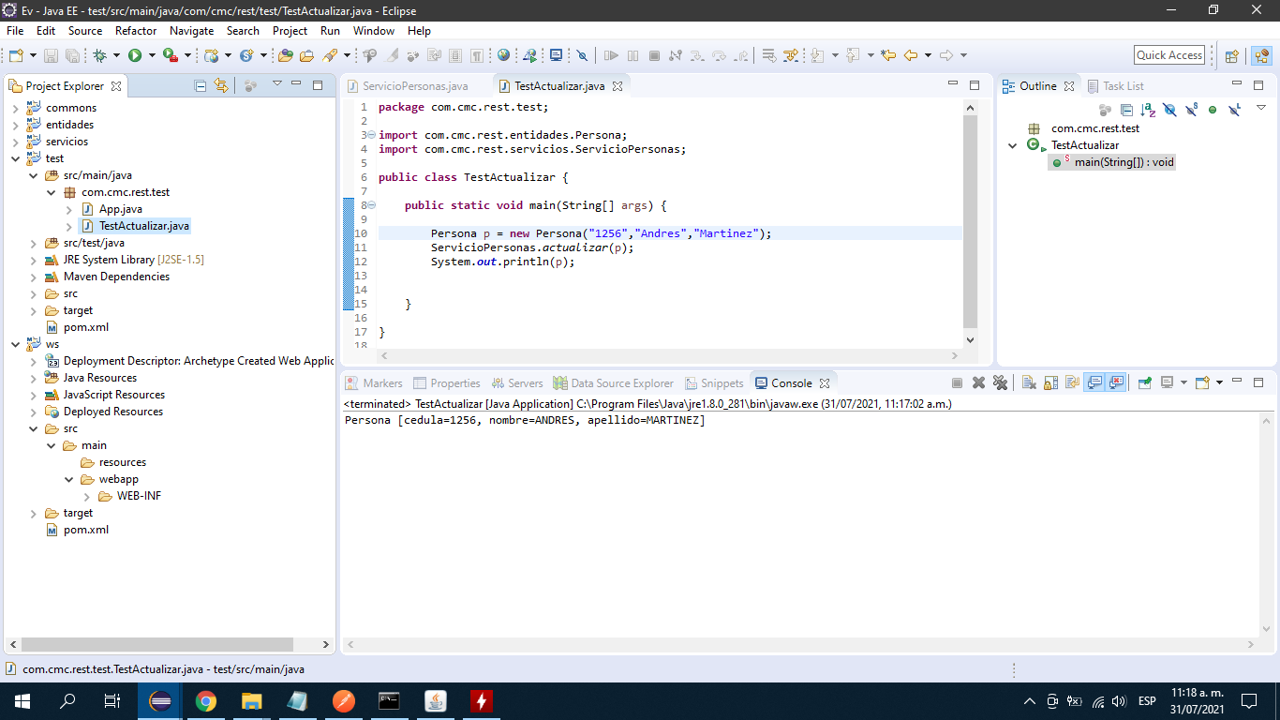 Ev - Java EE - test/src/main/java/com/cmc/rest/test/TestActualizar.java - Eclipse
File Edit Source Refactor Navigate Search Project Run Window Help
Quick Access
Project Explorer
commons
entidades
servicios
test
src/main/java
com.cmc.rest.test
App.java
TestActualizar.java
src/test/java
JRE System Library [J2SE-1.5]
Maven Dependencies
src
target
pom.xml
ws
Deployment Descriptor: Archetype Created Web Applic
Java Resources
JavaScript Resources
Deployed Resources
src
main
resources
webapp
WEB-INF
target
pom.xml
ServicioPersonas.java TestActualizar.java
1 package com.cmc.rest.test;
2
3 import com.cmc.rest.entidades.Persona;
4 import com.cmc.rest.servicios.ServicioPersonas;
5
6 public class TestActualizar {
7
8 public static void main(String[] args) {
9
10 Persona p = new Persona("1256","Andres","Martinez");
11 ServicioPersonas.actualizar(p);
12 System.out.println(p);
13
14
15 }
16
17 }
18
Outline Task List
com.cmc.rest.test
TestActualizar
main(String[]) : void
Markers Properties Servers Data Source Explorer Snippets Console
<terminated> TestActualizar [Java Application] C:\Program Files\Java\jre1.8.0_281\bin\javaw.exe (31/07/2021, 11:17:02 a.m.)
Persona [cedula=1256, nombre=ANDRES, apellido=MARTINEZ]
com.cmc.rest.test.TestActualizar.java - test/src/main/java
ESP
11:18 a. m.
31/07/2021